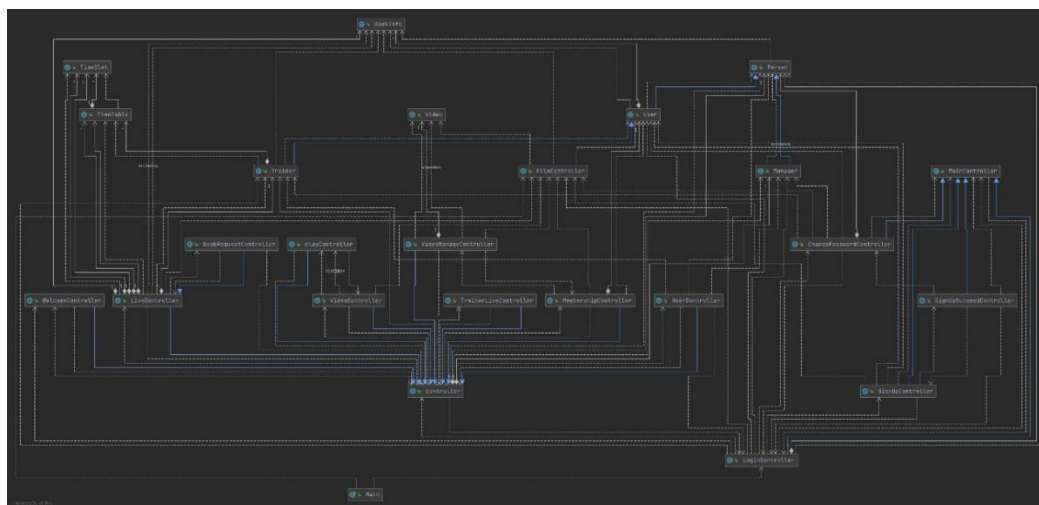 BookInfo
TimeSlot
Person
TimeTable
Video
User
Trainer
FileController
Manager
MainController
BookRequestController
playController
VideoManageController
ChangePasswordController
WelcomeController
LiveController
VideoController
TrainerLiveController
MembershipController
UserController
SignUpSucceedController
Controller
SignUpController
LoginController
Main